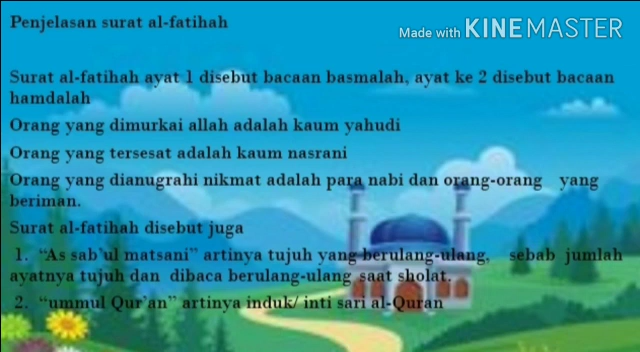 Penjelasan surat al-fatihah
Made with KINEMASTER
Surat al-fatihah ayat 1 disebut bacaan basmalah, ayat ke 2 disebut bacaan
hamdalah
Orang yang dimurkai allah adalah kaum yahudi
Orang yang tersesat adalah kaum nasrani
Orang yang dianugrahi nikmat adalah para nabi dan orang-orang yang
beriman.
Surat al-fatihah disebut juga
1. “As sab’ul matsani” artinya tujuh yang berulang-ulang, sebab jumlah
ayatnya tujuh dan dibaca berulang-ulang saat sholat.
2. “ummul Qur’an” artinya induk/ inti sari al-Quran